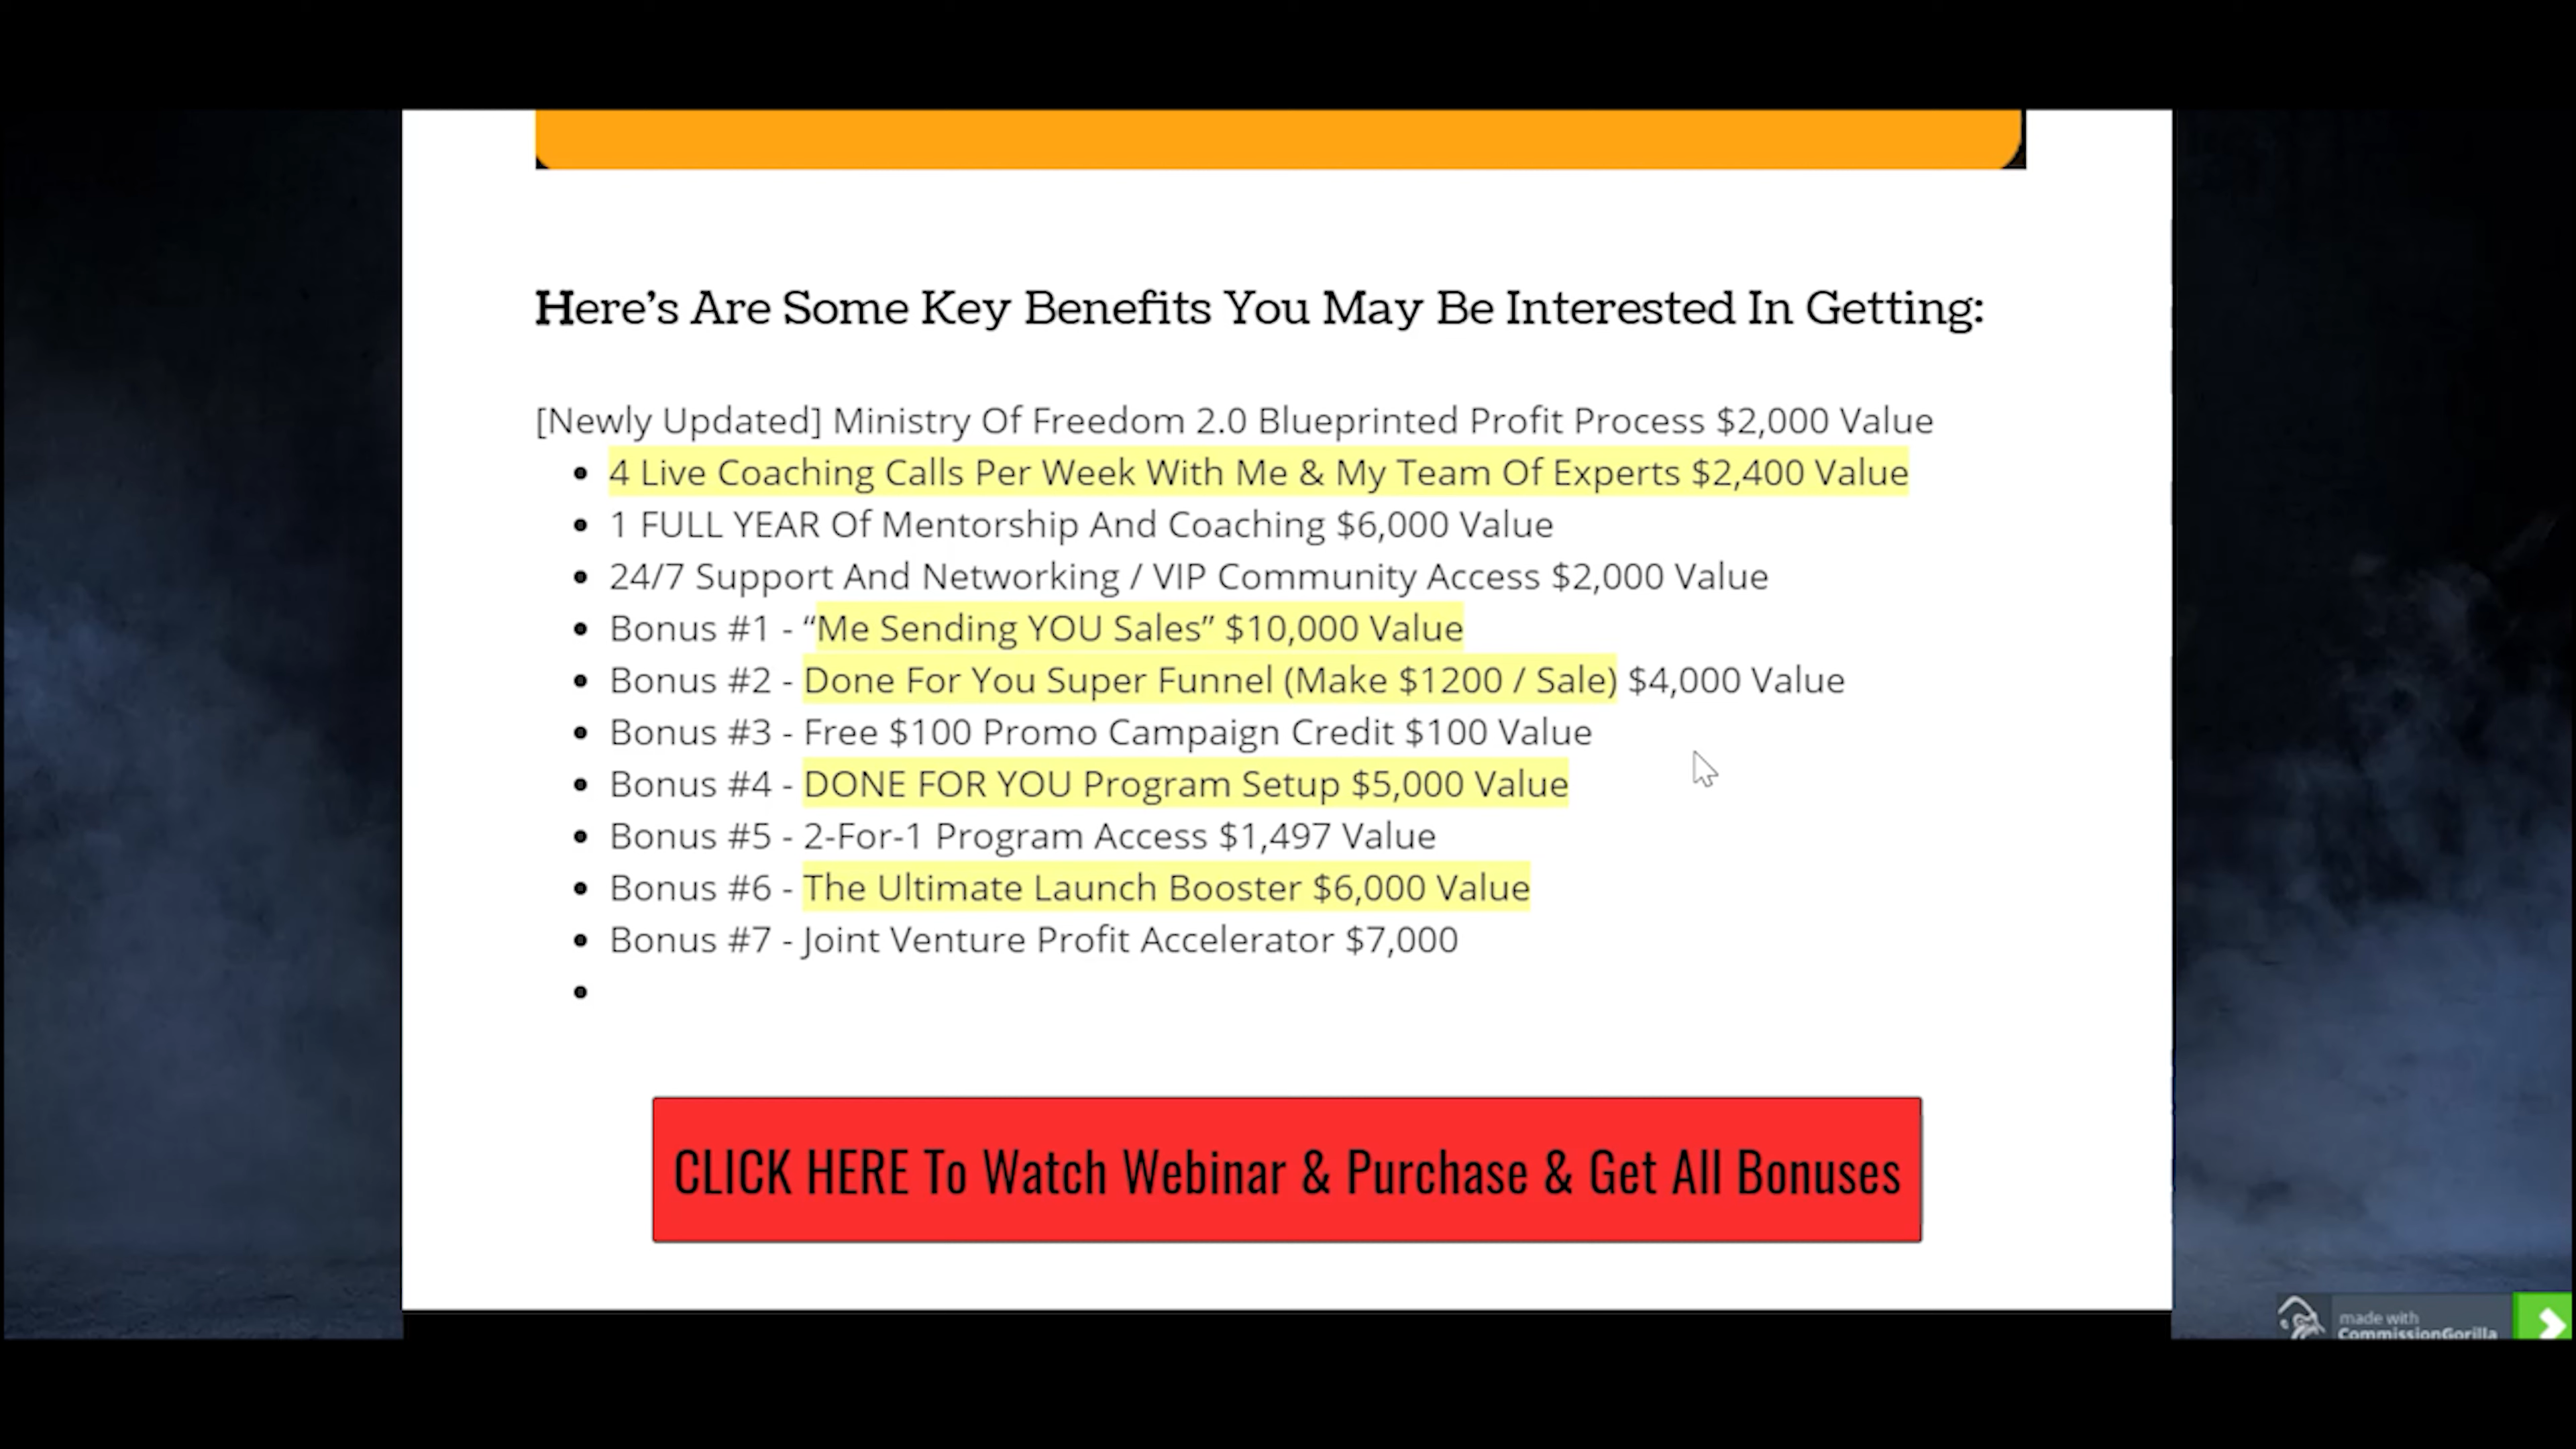 Here’s Are Some Key Benefits You May Be Interested In Getting:
[Newly Updated] Ministry Of Freedom 2.0 Blueprinted Profit Process $2,000 Value
4 Live Coaching Calls Per Week With Me & My Team Of Experts $2,400 Value
1 FULL YEAR Of Mentorship And Coaching $6,000 Value
24/7 Support And Networking / VIP Community Access $2,000 Value
Bonus #1 - “Me Sending YOU Sales” $10,000 Value
Bonus #2 - Done For You Super Funnel (Make $1200 / Sale) $4,000 Value
Bonus #3 - Free $100 Promo Campaign Credit $100 Value
Bonus #4 - DONE FOR YOU Program Setup $5,000 Value
Bonus #5 - 2-For-1 Program Access $1,497 Value
Bonus #6 - The Ultimate Launch Booster $6,000 Value
Bonus #7 - Joint Venture Profit Accelerator $7,000
CLICK HERE To Watch Webinar & Purchase & Get All Bonuses
made with
CommissionGorilla